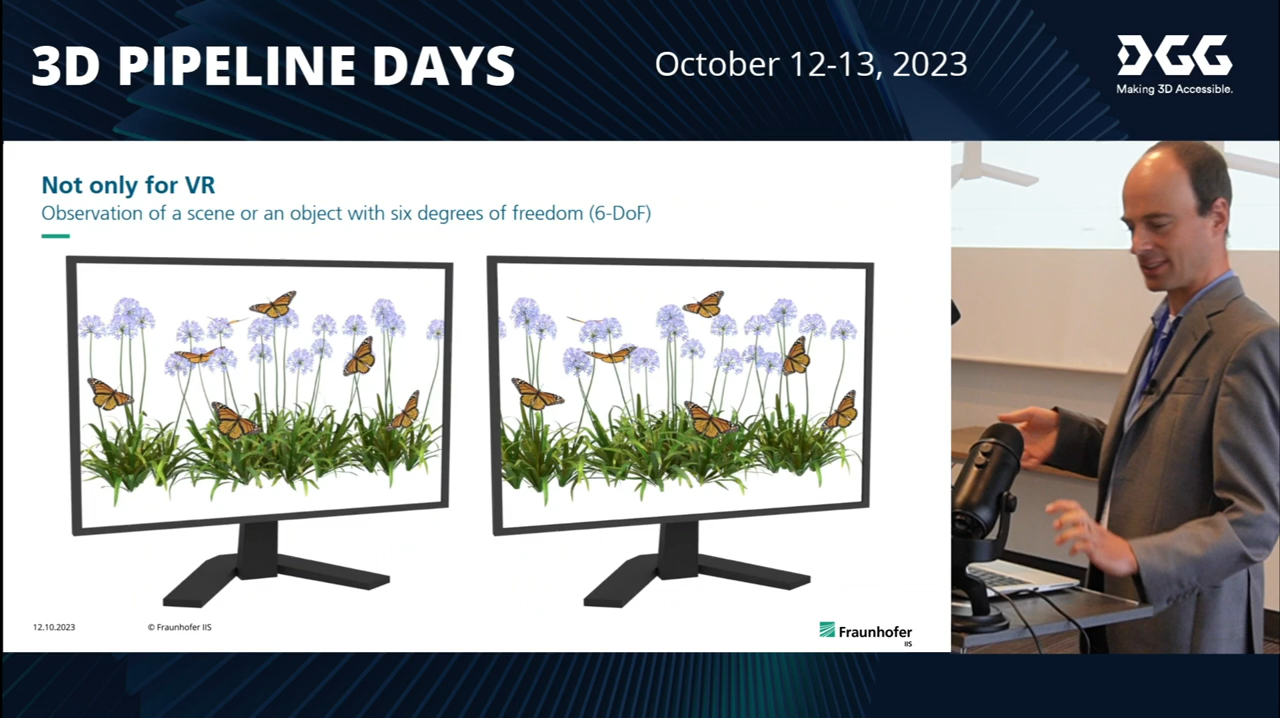 3D PIPELINE DAYS
October 12-13, 2023
DGG
Making 3D Accessible.
Not only for VR
Observation of a scene or an object with six degrees of freedom (6-DoF)
12.10.2023
© Fraunhofer IIS
Fraunhofer
IIS